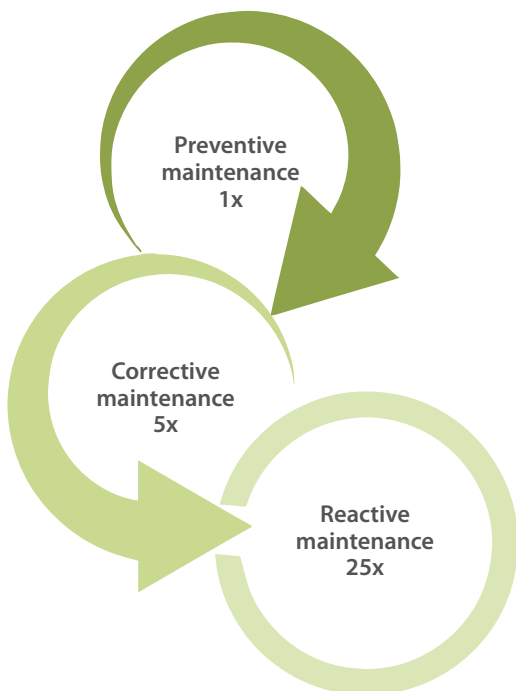 Preventive
maintenance
1x
Corrective
maintenance
5x
Reactive
maintenance
25x